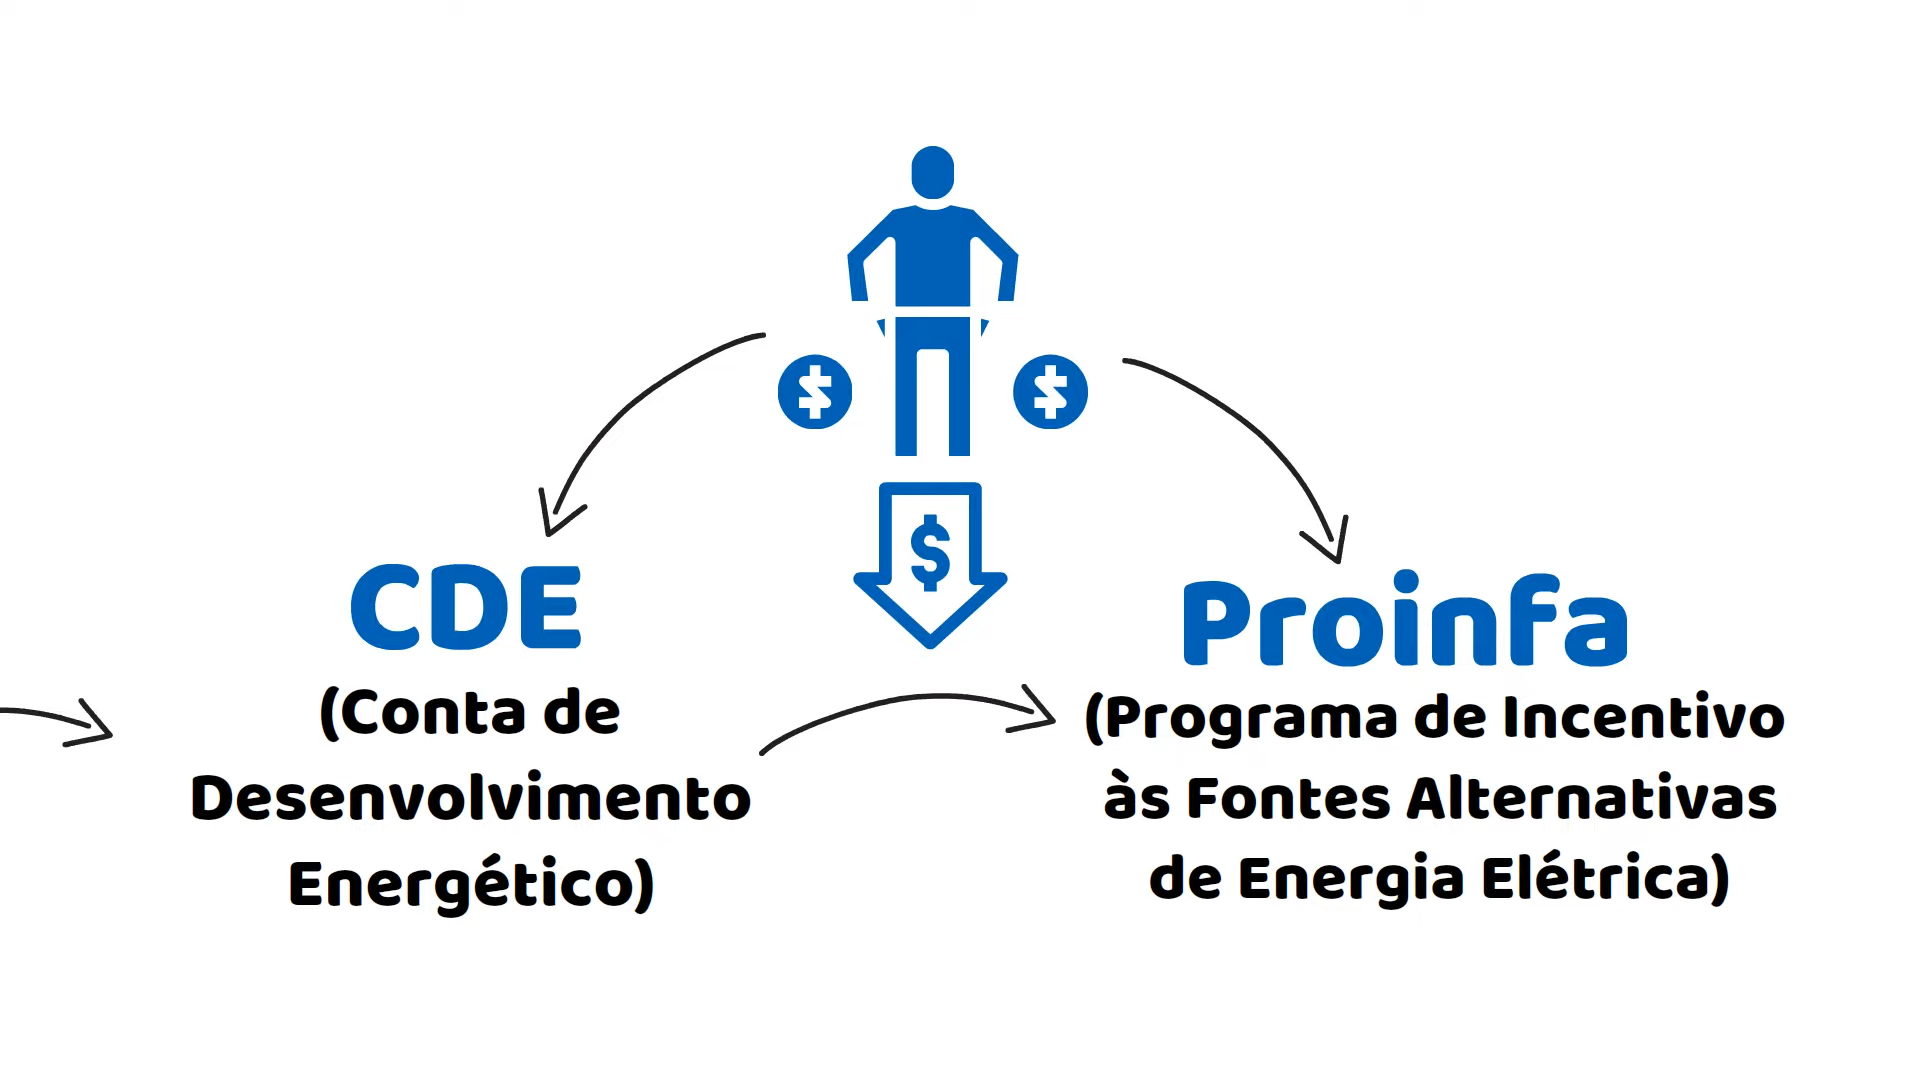 CDE
(Conta de
Desenvolvimento
Energético)
$
$
$
Proinfa
(Programa de Incentivo
às Fontes Alternativas
de Energia Elétrica)